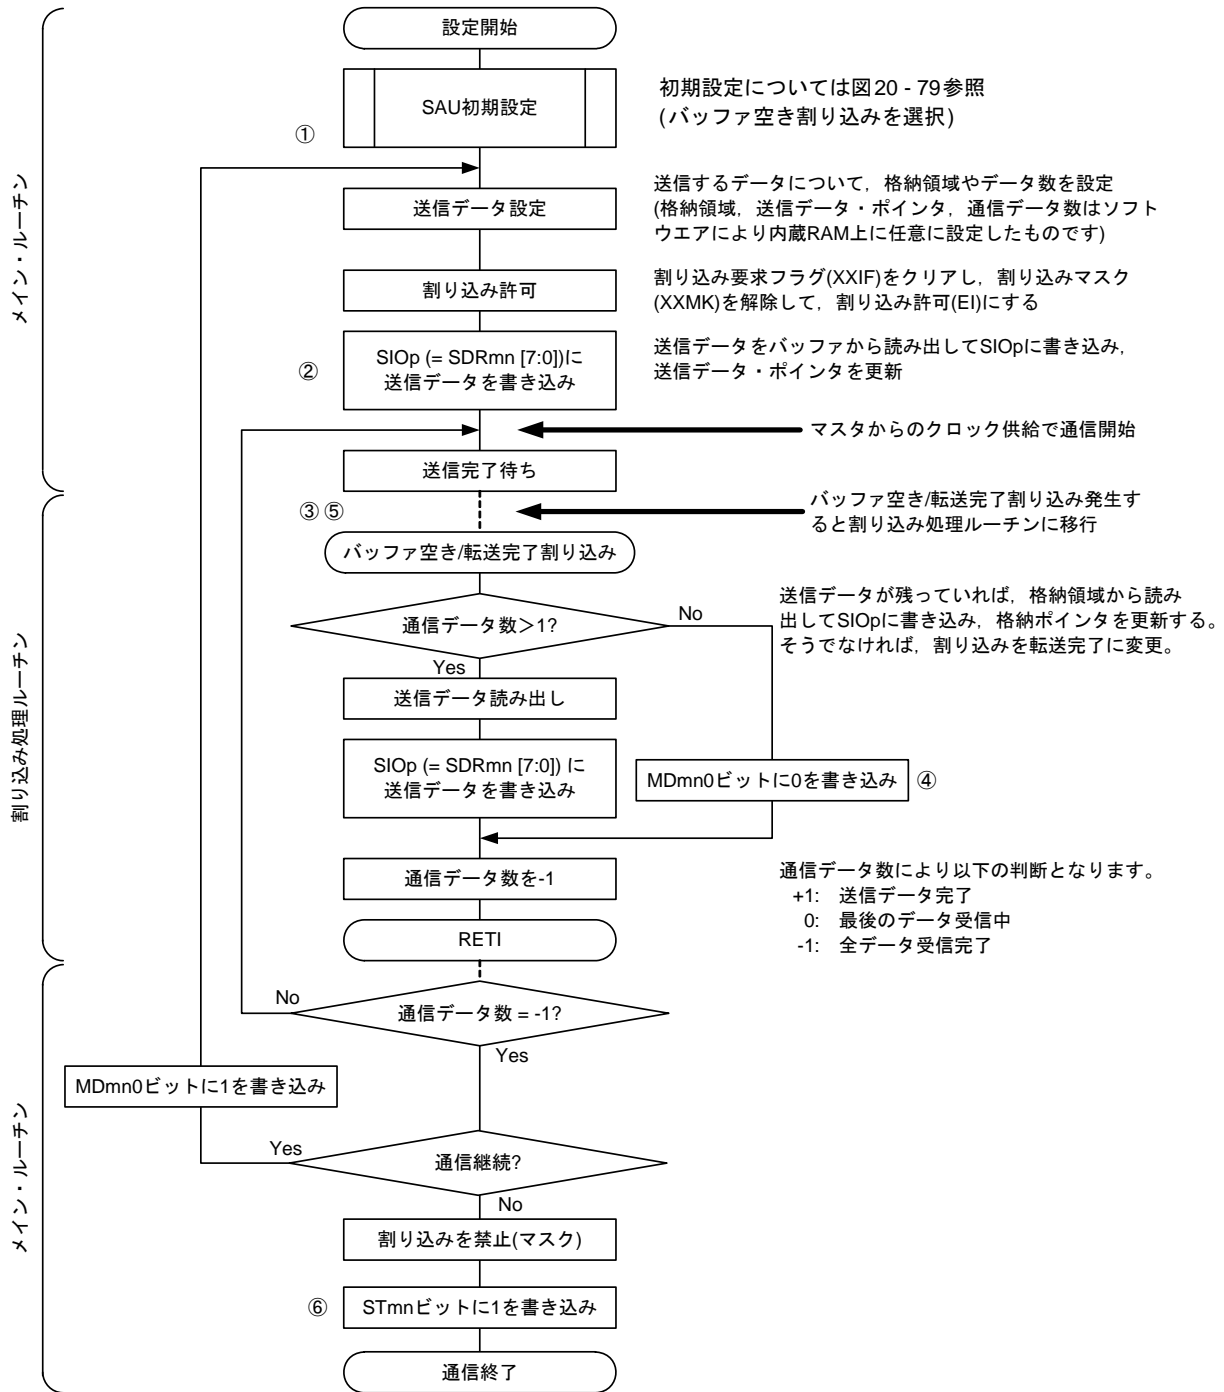 設定開始
SAU初期設定
初期設定については図20 - 79参照
(バッファ空き割り込みを選択)
①
メイン・ルーチン
送信データ設定
送信するデータについて，格納領域やデータ数を設定
(格納領域，送信データ・ポインタ，通信データ数はソフト
ウエアにより内蔵RAM上に任意に設定したものです)
割り込み許可
割り込み要求フラグ(XXIF)をクリアし，割り込みマスク
(XXMK)を解除して，割り込み許可(EI)にする
②
SIOp (= SDRmn [7:0])に
送信データを書き込み
送信データをバッファから読み出してSIOpに書き込み，
送信データ・ポインタを更新
マスタからのクロック供給で通信開始
送信完了待ち
③⑤
バッファ空き/転送完了割り込み発生す
ると割り込み処理ルーチンに移行
割り込み処理ルーチン
バッファ空き/転送完了割り込み
通信データ数＞1?
No
Yes
送信データが残っていれば，格納領域から読み
出してSIOpに書き込み，格納ポインタを更新する。
そうでなければ，割り込みを転送完了に変更。
送信データ読み出し
SIOp (= SDRmn [7:0]) に
送信データを書き込み
MDmn0ビットに0を書き込み
④
通信データ数を-1
通信データ数により以下の判断となります。
+1: 送信データ完了
0: 最後のデータ受信中
-1: 全データ受信完了
RETI
メイン・ルーチン
通信データ数 = -1?
No
Yes
MDmn0ビットに1を書き込み
通信継続?
Yes
No
割り込みを禁止(マスク)
⑥
STmnビットに1を書き込み
通信終了